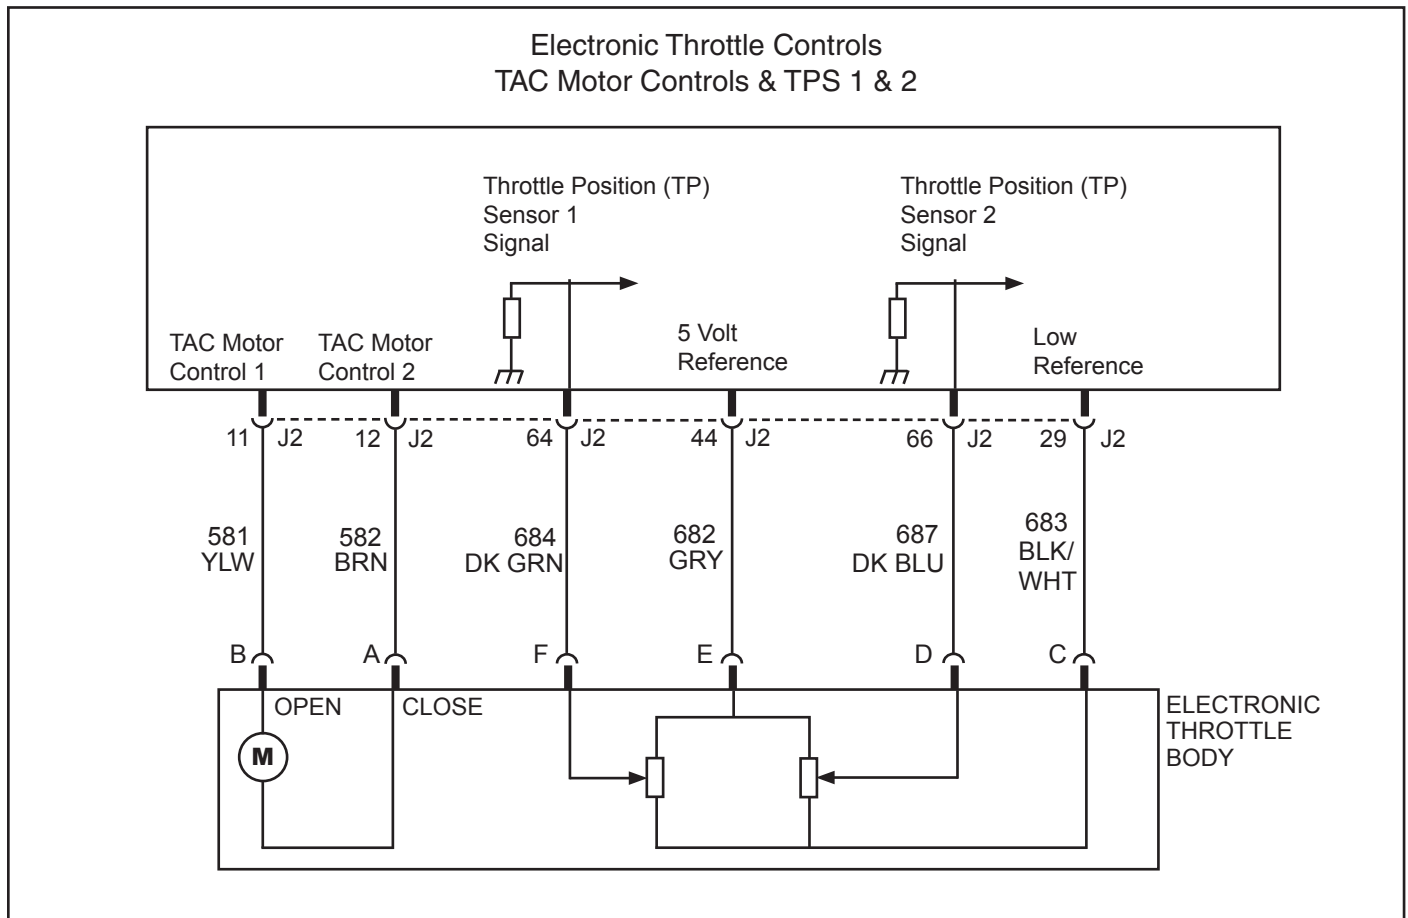 Electronic Throttle Controls
TAC Motor Controls & TPS 1 & 2
Throttle Position (TP)
Sensor 1
Signal
Throttle Position (TP)
Sensor 2
Signal
TAC Motor
Control 1
TAC Motor
Control 2
5 Volt
Reference
Low
Reference
11 J2
12 J2
64 J2
44 J2
66 J2
29 J2
581
YLW
582
BRN
684
DK GRN
682
GRY
687
DK BLU
683
BLK/
WHT
B
A
F
E
D
C
OPEN
CLOSE
M
ELECTRONIC
THROTTLE
BODY